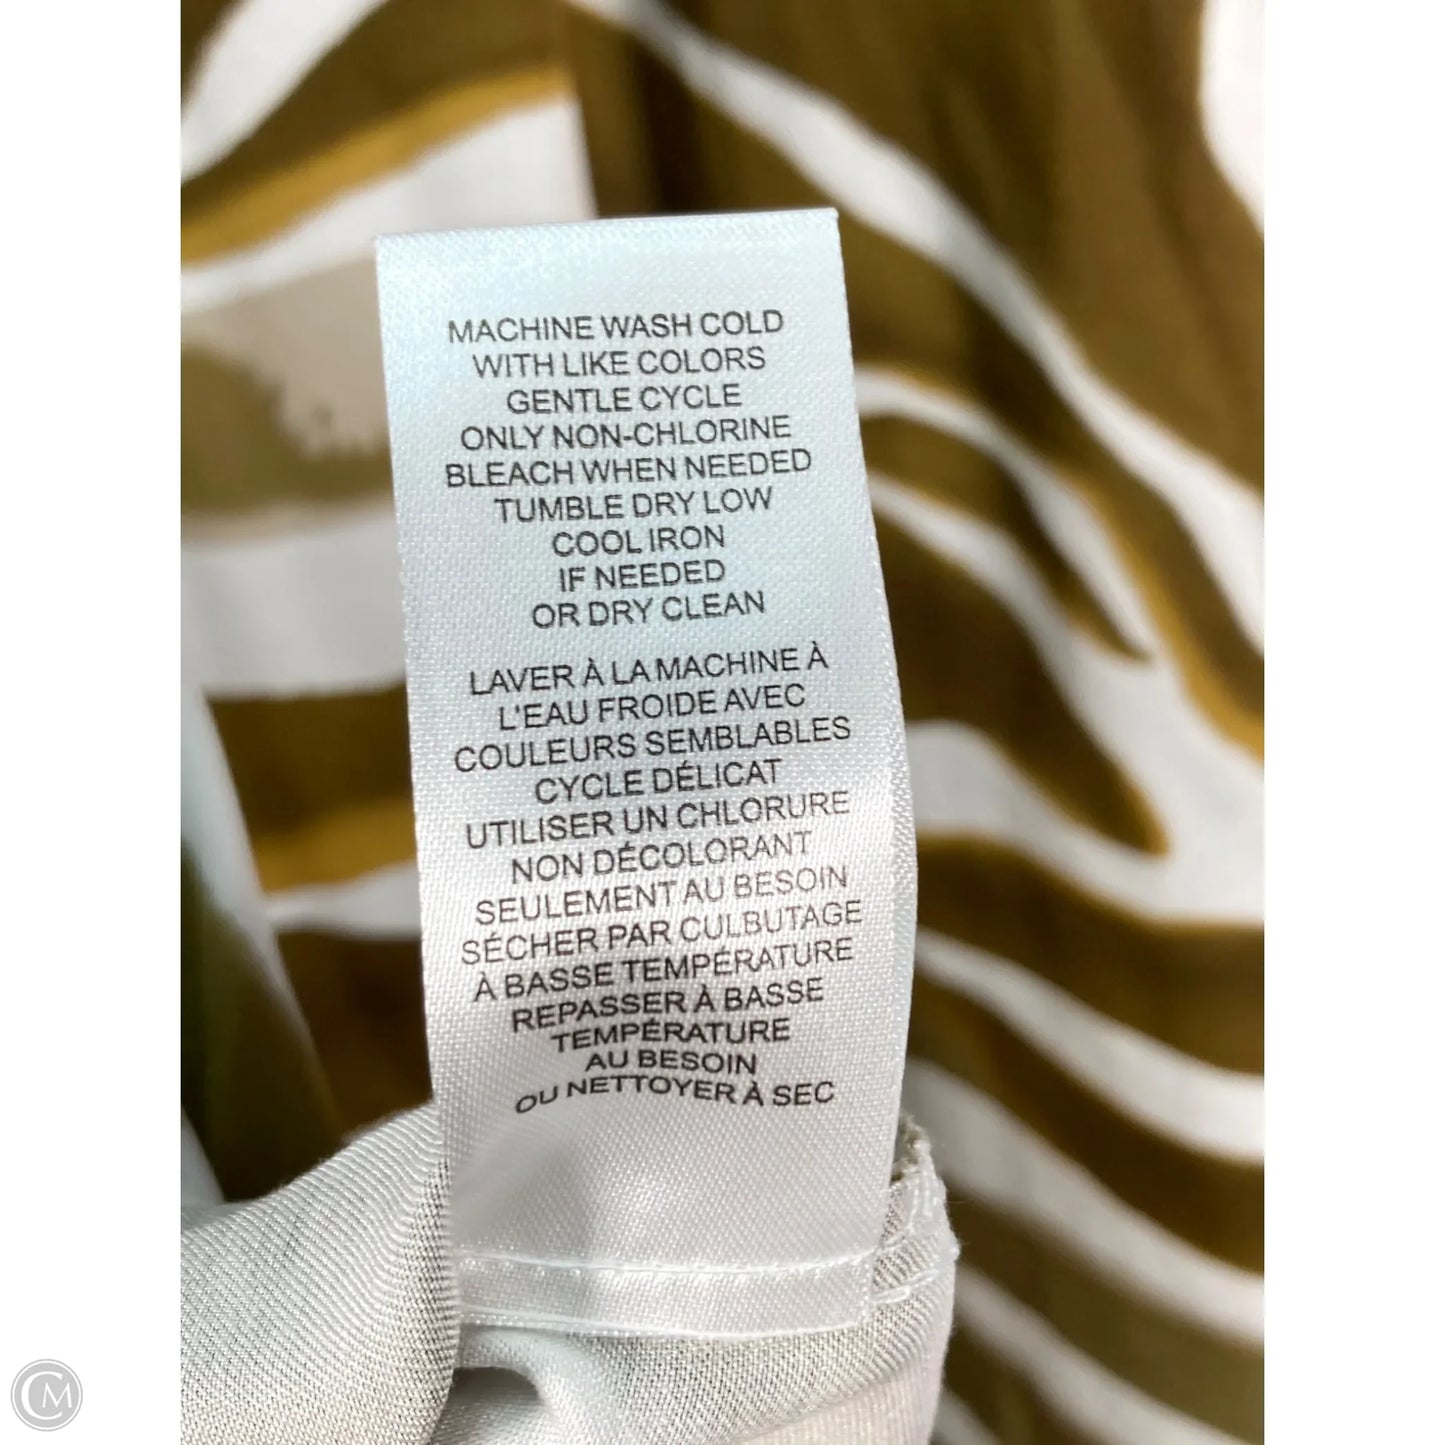 MACHINE WASH COLD
WITH LIKE COLORS
GENTLE CYCLE
ONLY NON-CHLORINE
BLEACH WHEN NEEDED
TUMBLE DRY LOW
COOL IRON
IF NEEDED
OR DRY CLEAN
LAVER À LA MACHINE À
L'EAU FROIDE AVEC
COULEURS SEMBLABLES
CYCLE DÉLICAT
UTILISER UN CHLORURE
NON DÉCOLORANT
SEULEMENT AU BESOIN
SÉCHER PAR CULBUTAGE
À BASSE TEMPÉRATURE
REPASSER À BASSE
TEMPÉRATURE
AU BESOIN
OU NETTOYER À SEC
CM